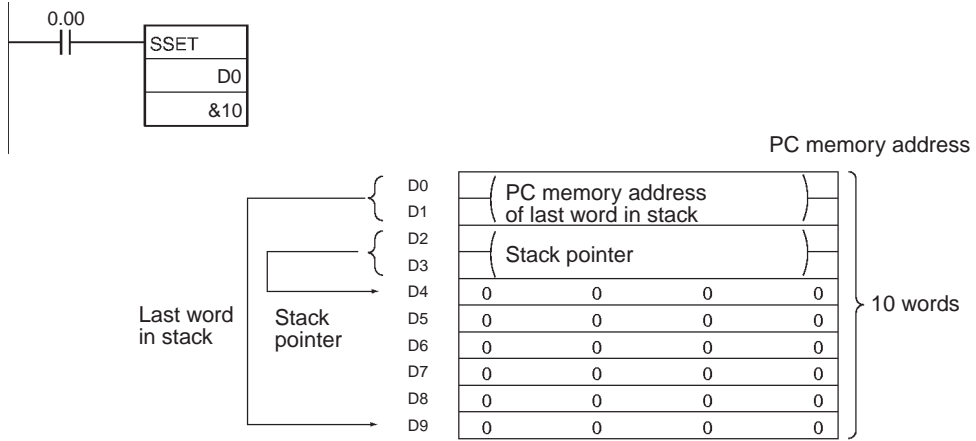 0.00
SSET
D0
&10
PC memory address
D0
PC memory address
D1
of last word in stack
D2
Stack pointer
D3
D4 0 0 0 0
D5 0 0 0 0
D6 0 0 0 0
D7 0 0 0 0
D8 0 0 0 0
D9 0 0 0 0
10 words
Last word
in stack
Stack
pointer